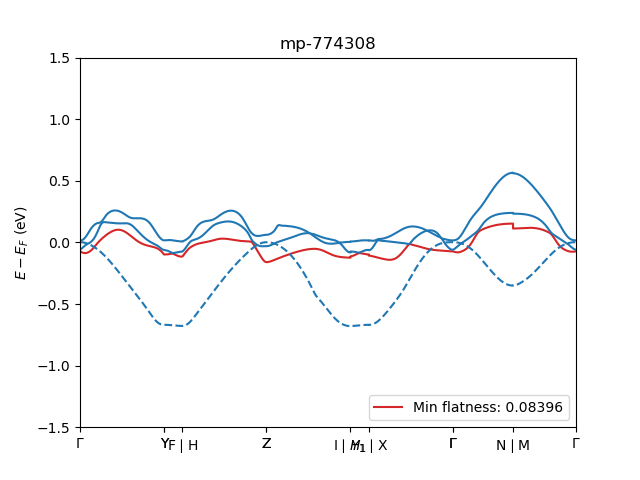 mp-774308
E − E_F (eV)
1.5
1.0
0.5
0.0
−0.5
−1.0
−1.5
Min flatness: 0.08396
Γ
F | H
Z
Γ
N | M
Γ